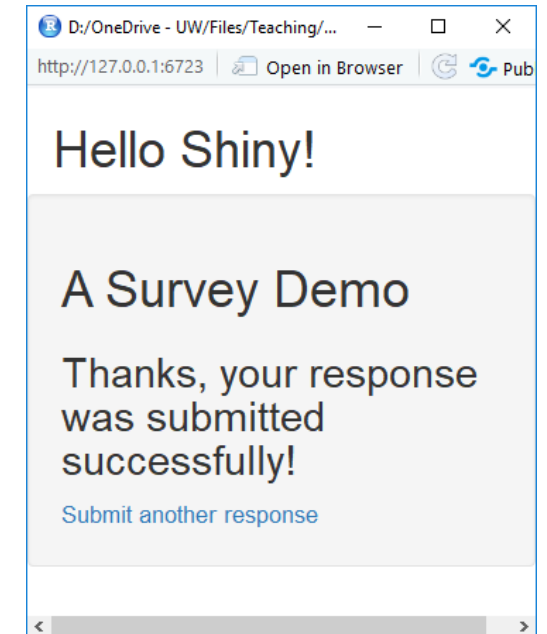 D:/OneDrive - UW/Files/Teaching/...
http://127.0.0.1:6723 Open in Browser Pub
Hello Shiny!
A Survey Demo
Thanks, your response
was submitted
successfully!
Submit another response